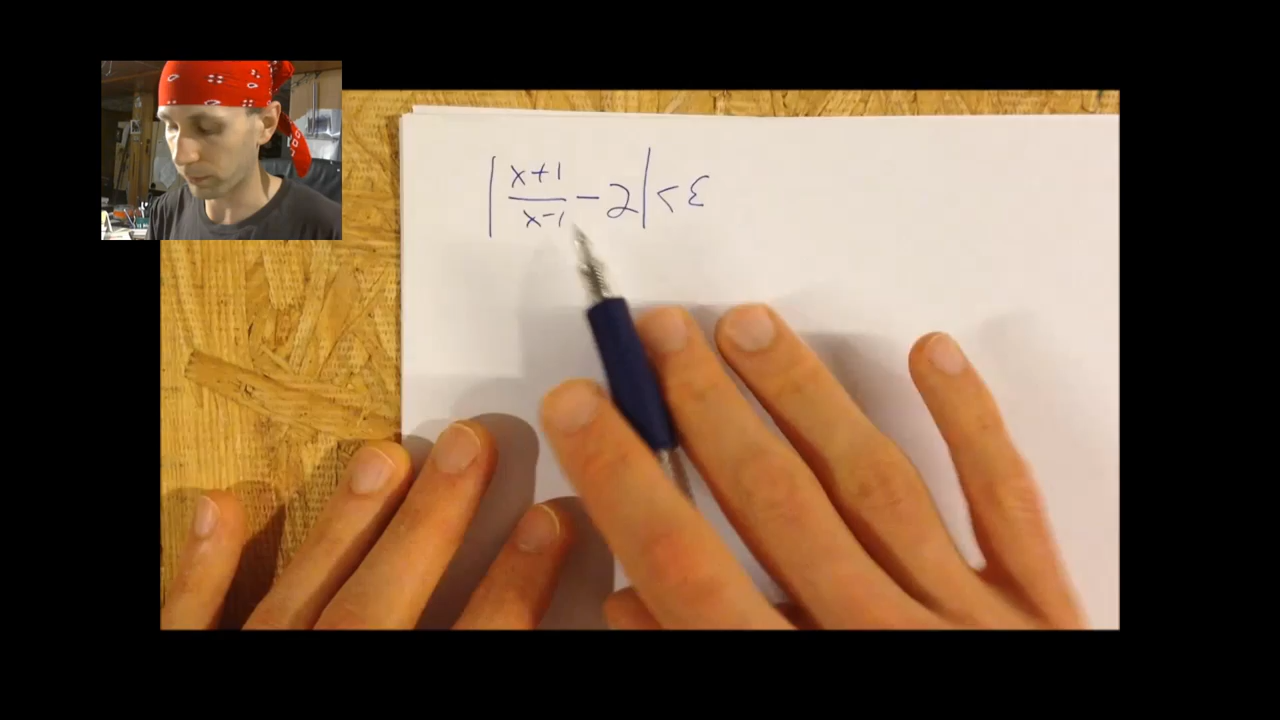 |x+1/x-1 - 2| < ε